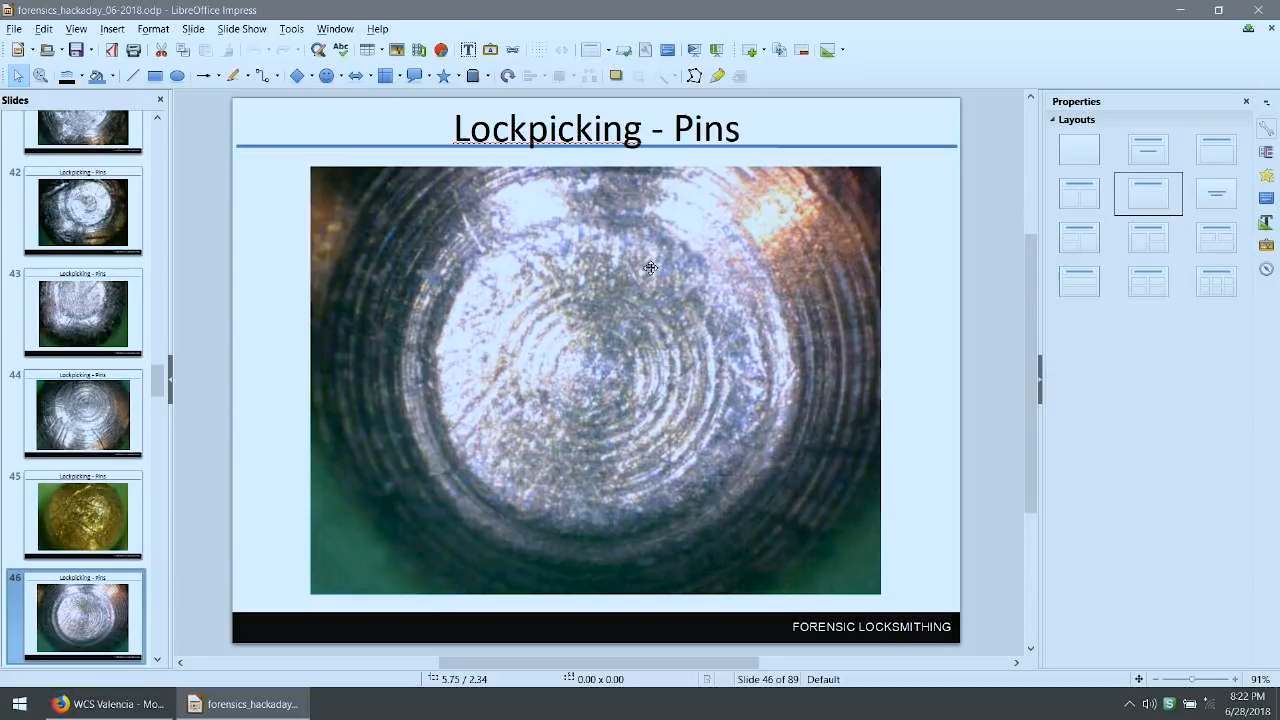 forensics_hackaday_06-2018.odp - LibreOffice Impress
File Edit View Insert Format Slide Slide Show Tools Window Help
Slides
42
Lockpicking - Pins
43
Lockpicking - Pins
44
Lockpicking - Pins
45
Lockpicking - Pins
46
Lockpicking - Pins
Lockpicking - Pins
FORENSIC LOCKSMITHING
Properties
Layouts
5.75 / 2.34
0.00 x 0.00
Slide 46 of 89
Default
91%
WCS Valencia - Mo...
forensics_hackaday...
8:22 PM
6/28/2018